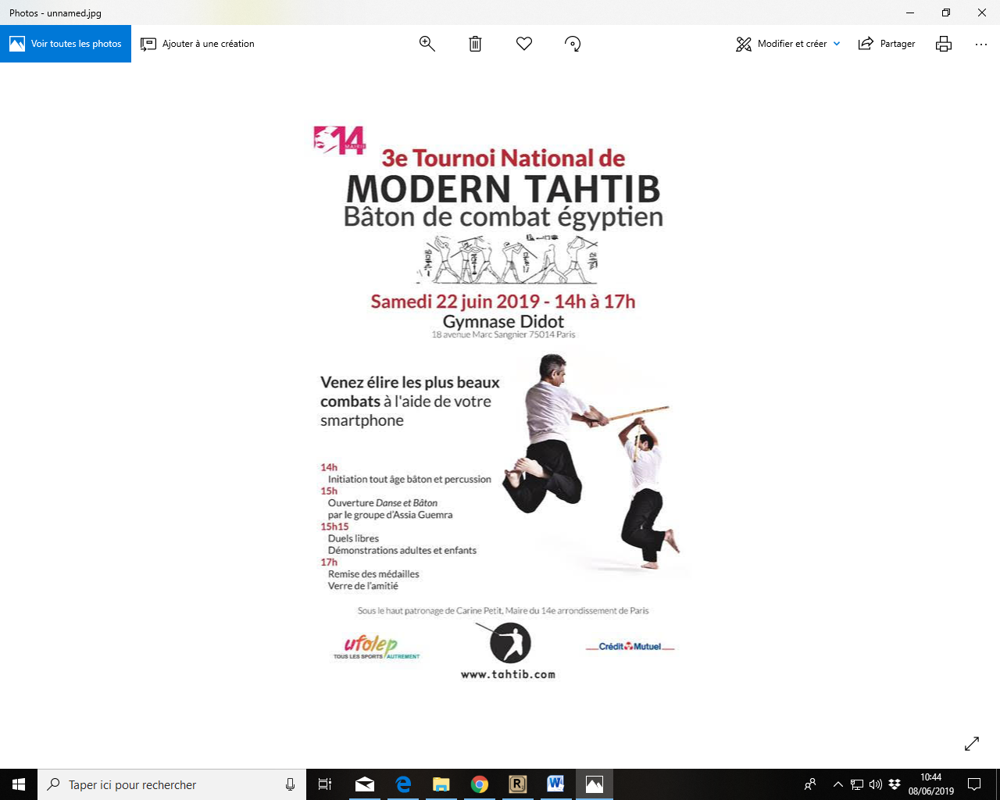 Photos - unnamed.jpg
Voir toutes les photos
Ajouter à une création
Modifier et créer
Partager
14
MAIRIE
3e Tournoi National de
MODERN TAHTIB
Bâton de combat égyptien
Samedi 22 juin 2019 - 14h à 17h
Gymnase Didot
18 avenue Marc Sangnier 75014 Paris
Venez élire les plus beaux
combats à l'aide de votre
smartphone
14h
Initiation tout âge bâton et percussion
15h
Ouverture Danse et Bâton
par le groupe d'Assia Guemra
15h15
Duels libres
Démonstrations adultes et enfants
17h
Remise des médailles
Verre de l'amitié
Sous le haut patronage de Carine Petit, Maire du 14e arrondissement de Paris
ufolep
TOUS LES SPORTS AUTREMENT
Crédit Mutuel
www.tahtib.com
Taper ici pour rechercher
10:44
08/06/2019